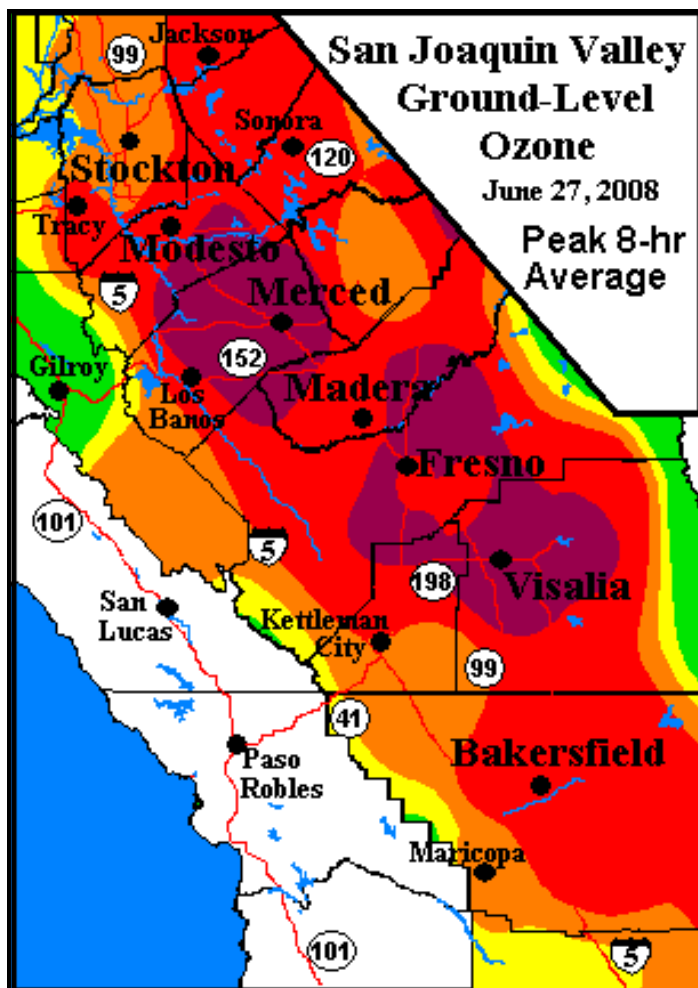 San Joaquin Valley
Ground-Level
Ozone
June 27, 2008
Peak 8-hr
Average
Jackson
99
Sonora
120
Stockton
Tracy
Modesto
5
Merced
152
Gilroy
Los
Banos
Madera
Fresno
101
5
198
Visalia
San
Lucas
Kettleman
City
99
41
Paso
Robles
Bakersfield
Maricopa
101
5